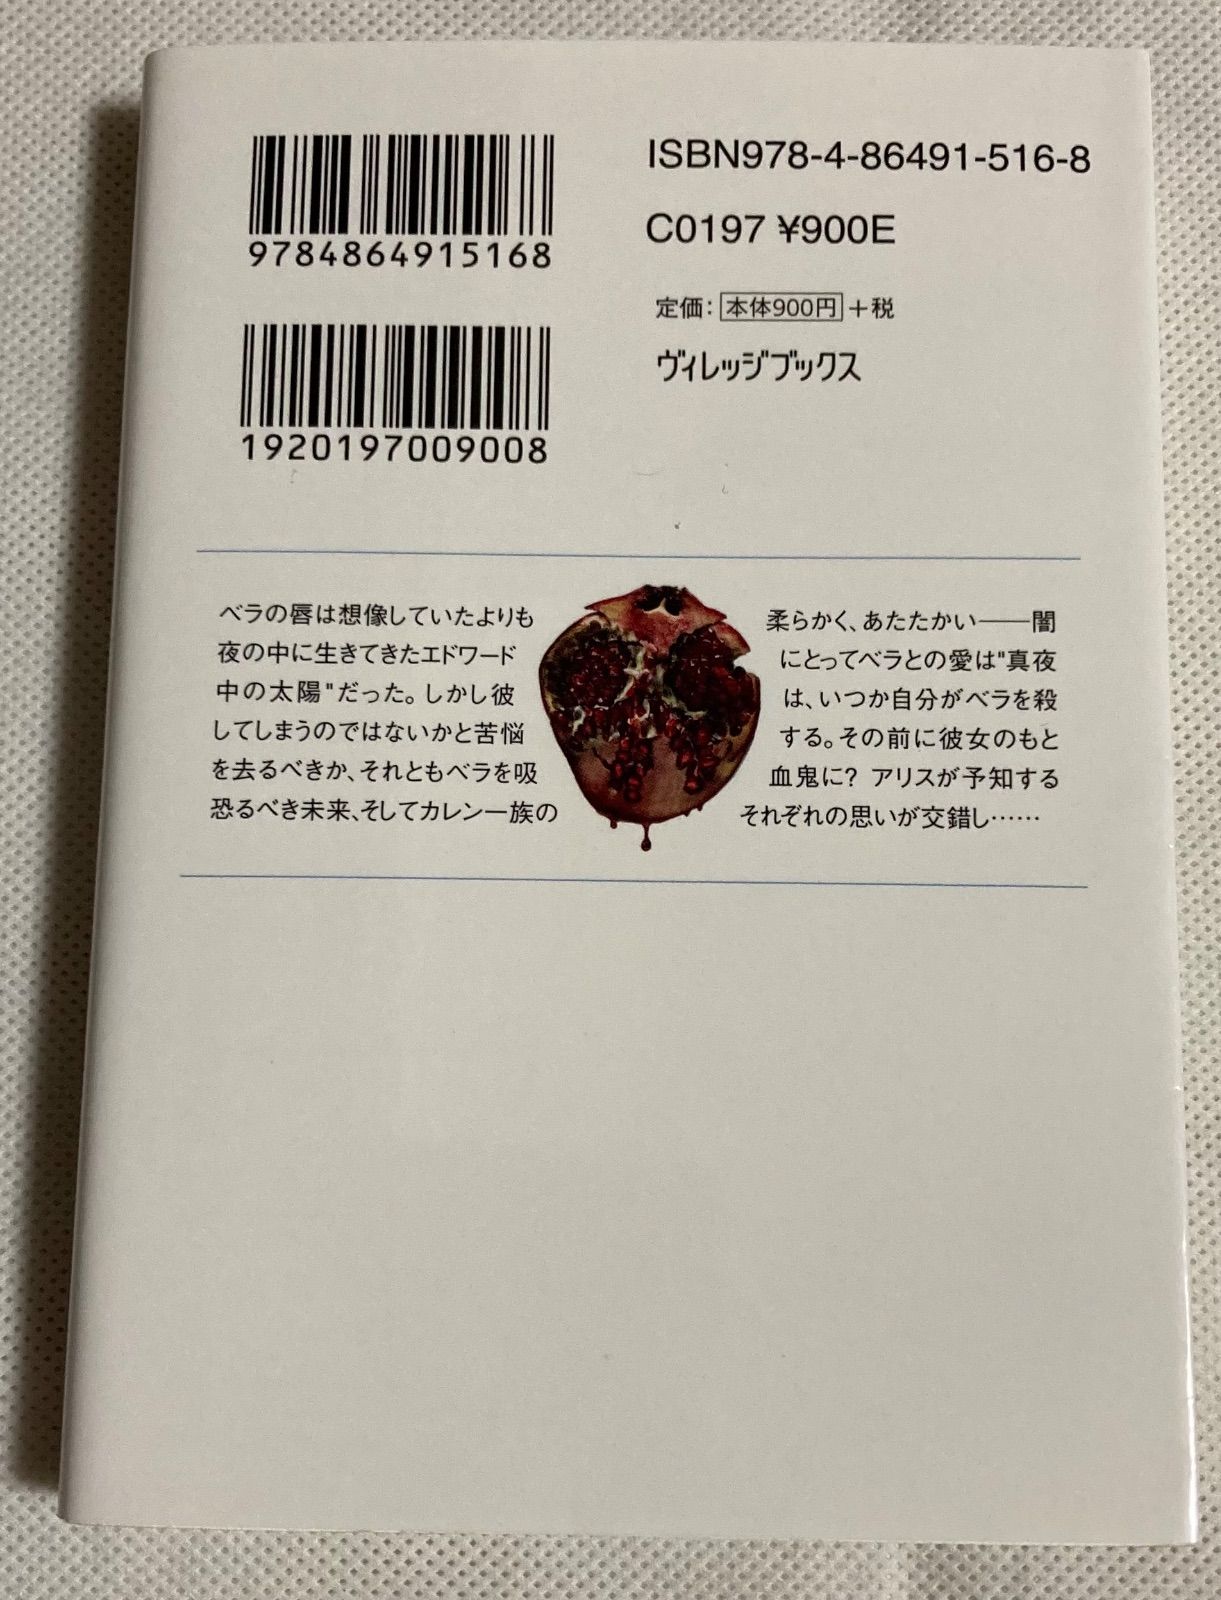 9784864915168
1920197009008
ISBN978-4-86491-516-8
C0197 ¥900E
定価：本体900円＋税
ヴィレッジブックス
ベラの唇は想像していたよりも柔らかく、あたたかい――闇
夜の中に生きてきたエドワードにとってベラとの愛は"真夜
中の太陽"だった。しかし彼は、いつか自分がベラを殺
してしまうのではないかと苦悩する。その前に彼女のもと
を去るべきか、それともベラを吸血鬼に？ アリスが予知する
恐るべき未来、そしてカレン一族のそれぞれの思いが交錯し……